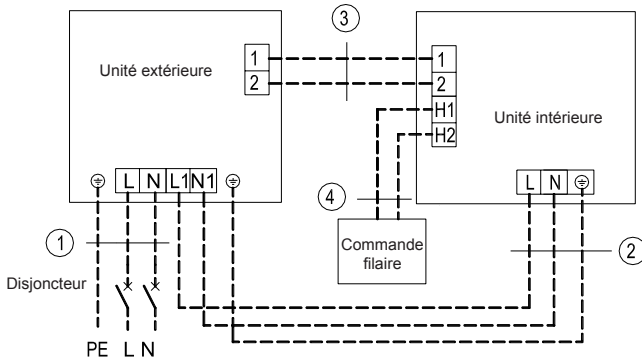 3
Unité extérieure
1
2
1
2
H1
H2
Unité intérieure
L N L1 N1
L N
4
1
Commande
filaire
2
Disjoncteur
PE L N